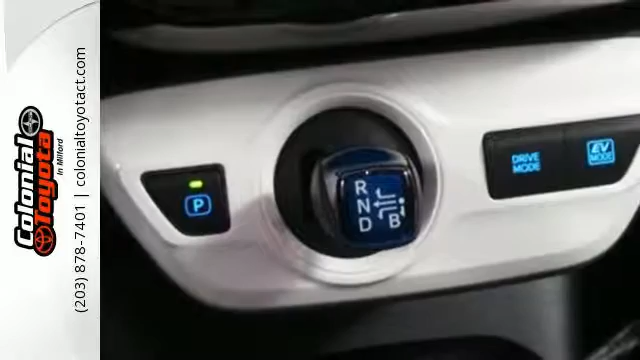 Colonial
Toyota
In Milford
(203) 878-7401 | colonialtoyotact.com
P
R
N
D
B
DRIVE
MODE
EV
MODE